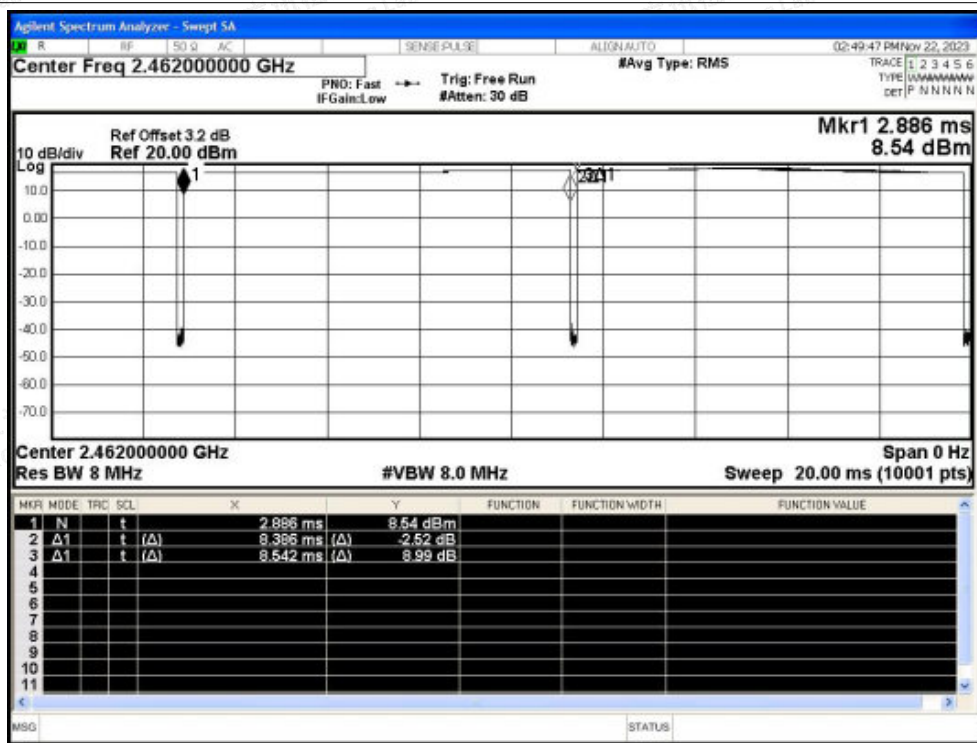 Agilent Spectrum Analyzer - Swept SA
R RF 50 Ω AC SENSE:PULSE ALIGNAUTO 02:49:47 PM Nov 22, 2023
Center Freq 2.462000000 GHz #Avg Type: RMS TRACE 1 2 3 4 5 6
PNO: Fast Trig: Free Run TYPE
IFGain:Low #Atten: 30 dB DET P N N N N N
Mkr1 2.886 ms
Ref Offset 3.2 dB
10 dB/div Ref 20.00 dBm 8.54 dBm
Log
1
10.0
0.00
-10.0
-20.0
-30.0
-40.0
-50.0
-60.0
-70.0
Center 2.462000000 GHz Span 0 Hz
Res BW 8 MHz #VBW 8.0 MHz Sweep 20.00 ms (10001 pts)
MKR MODE TRC SCL X Y FUNCTION FUNCTION WIDTH FUNCTION VALUE
1 N t 2.886 ms 8.54 dBm
2 Δ1 t (Δ) 8.386 ms (Δ) -2.52 dB
3 Δ1 t (Δ) 8.542 ms (Δ) 8.99 dB
4
5
6
7
8
9
10
11
MSG STATUS